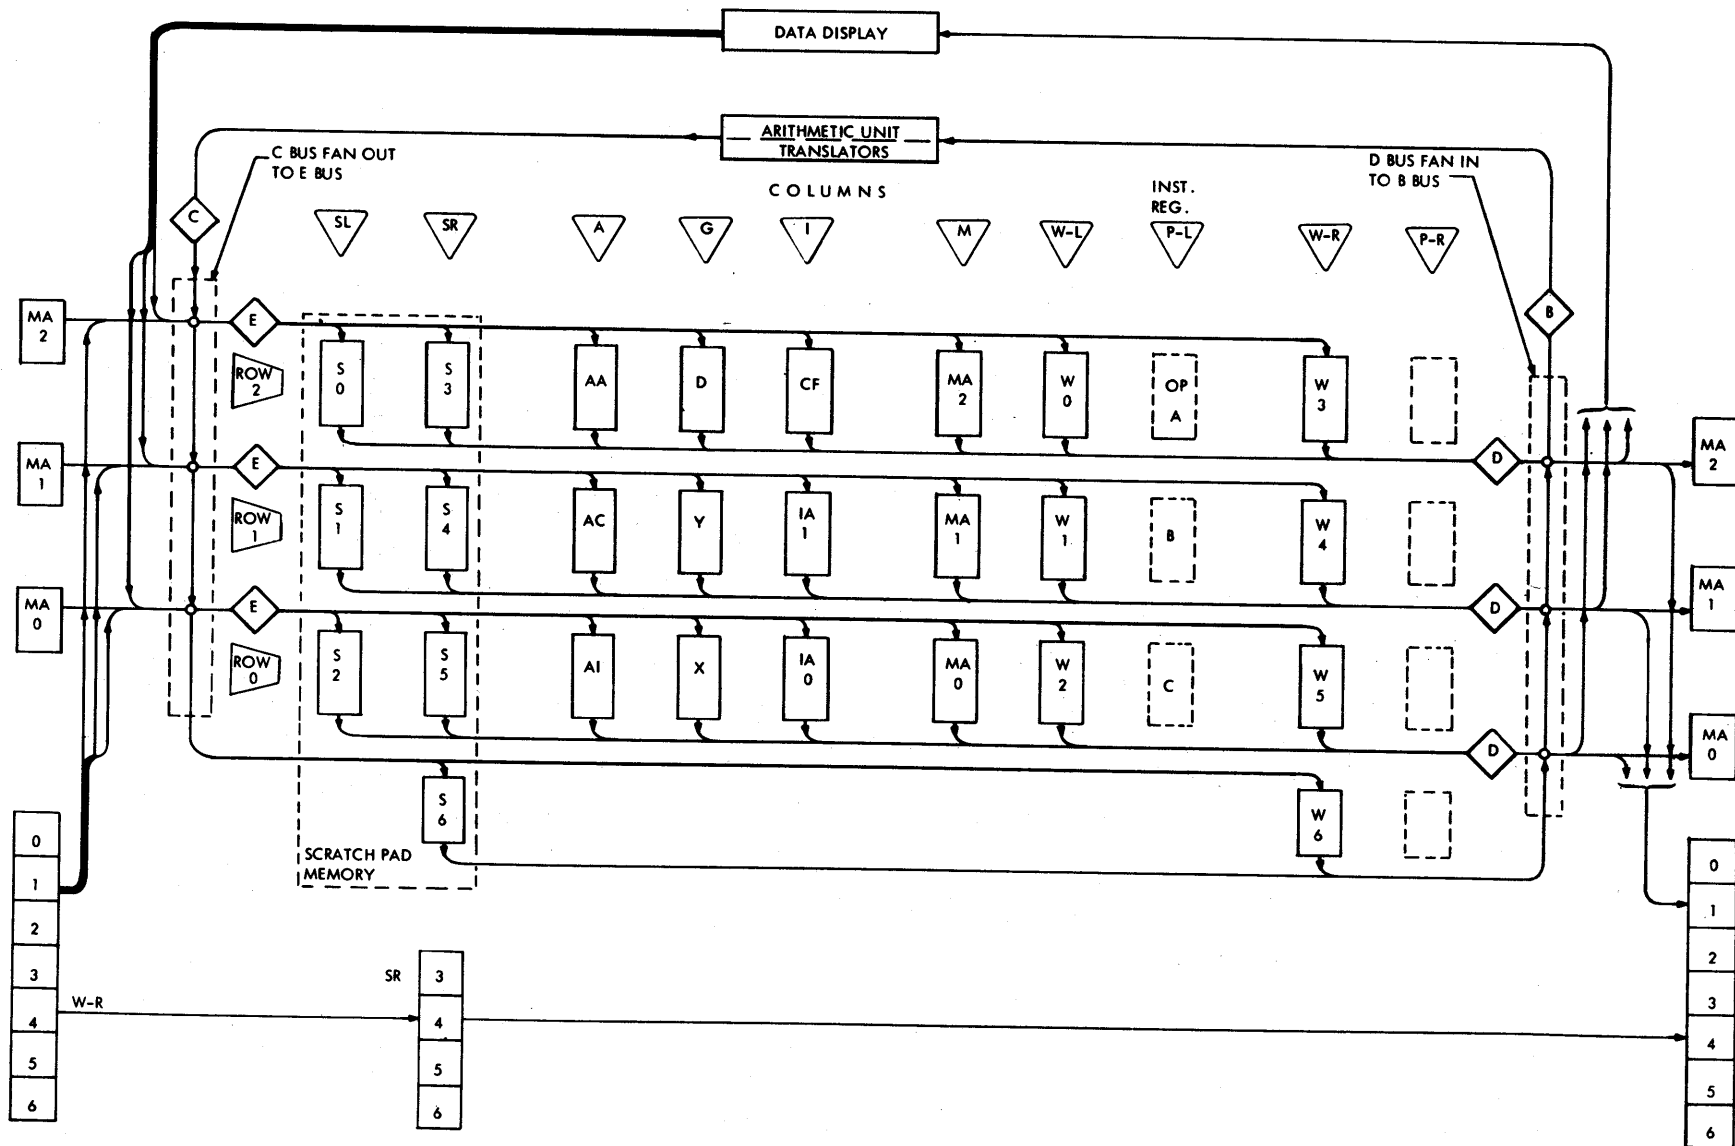 DATA DISPLAY
ARITHMETIC UNIT
TRANSLATORS
C BUS FAN OUT
TO E BUS
D BUS FAN IN
TO B BUS
COLUMNS
INST.
REG.
C
SL
SR
A
G
I
M
W-L
P-L
W-R
P-R
MA
2
E
B
ROW
2
S
0
S
3
AA
D
CF
MA
2
W
0
OP
A
W
3
MA
1
E
D
MA
2
ROW
1
S
1
S
4
AC
Y
IA
1
MA
1
W
1
B
W
4
MA
0
E
D
MA
1
ROW
0
S
2
S
5
AI
X
IA
0
MA
0
W
2
C
W
5
D
MA
0
S
6
W
6
SCRATCH PAD
MEMORY
0
1
2
3
4
5
6
W-R
SR
3
4
5
6
0
1
2
3
4
5
6